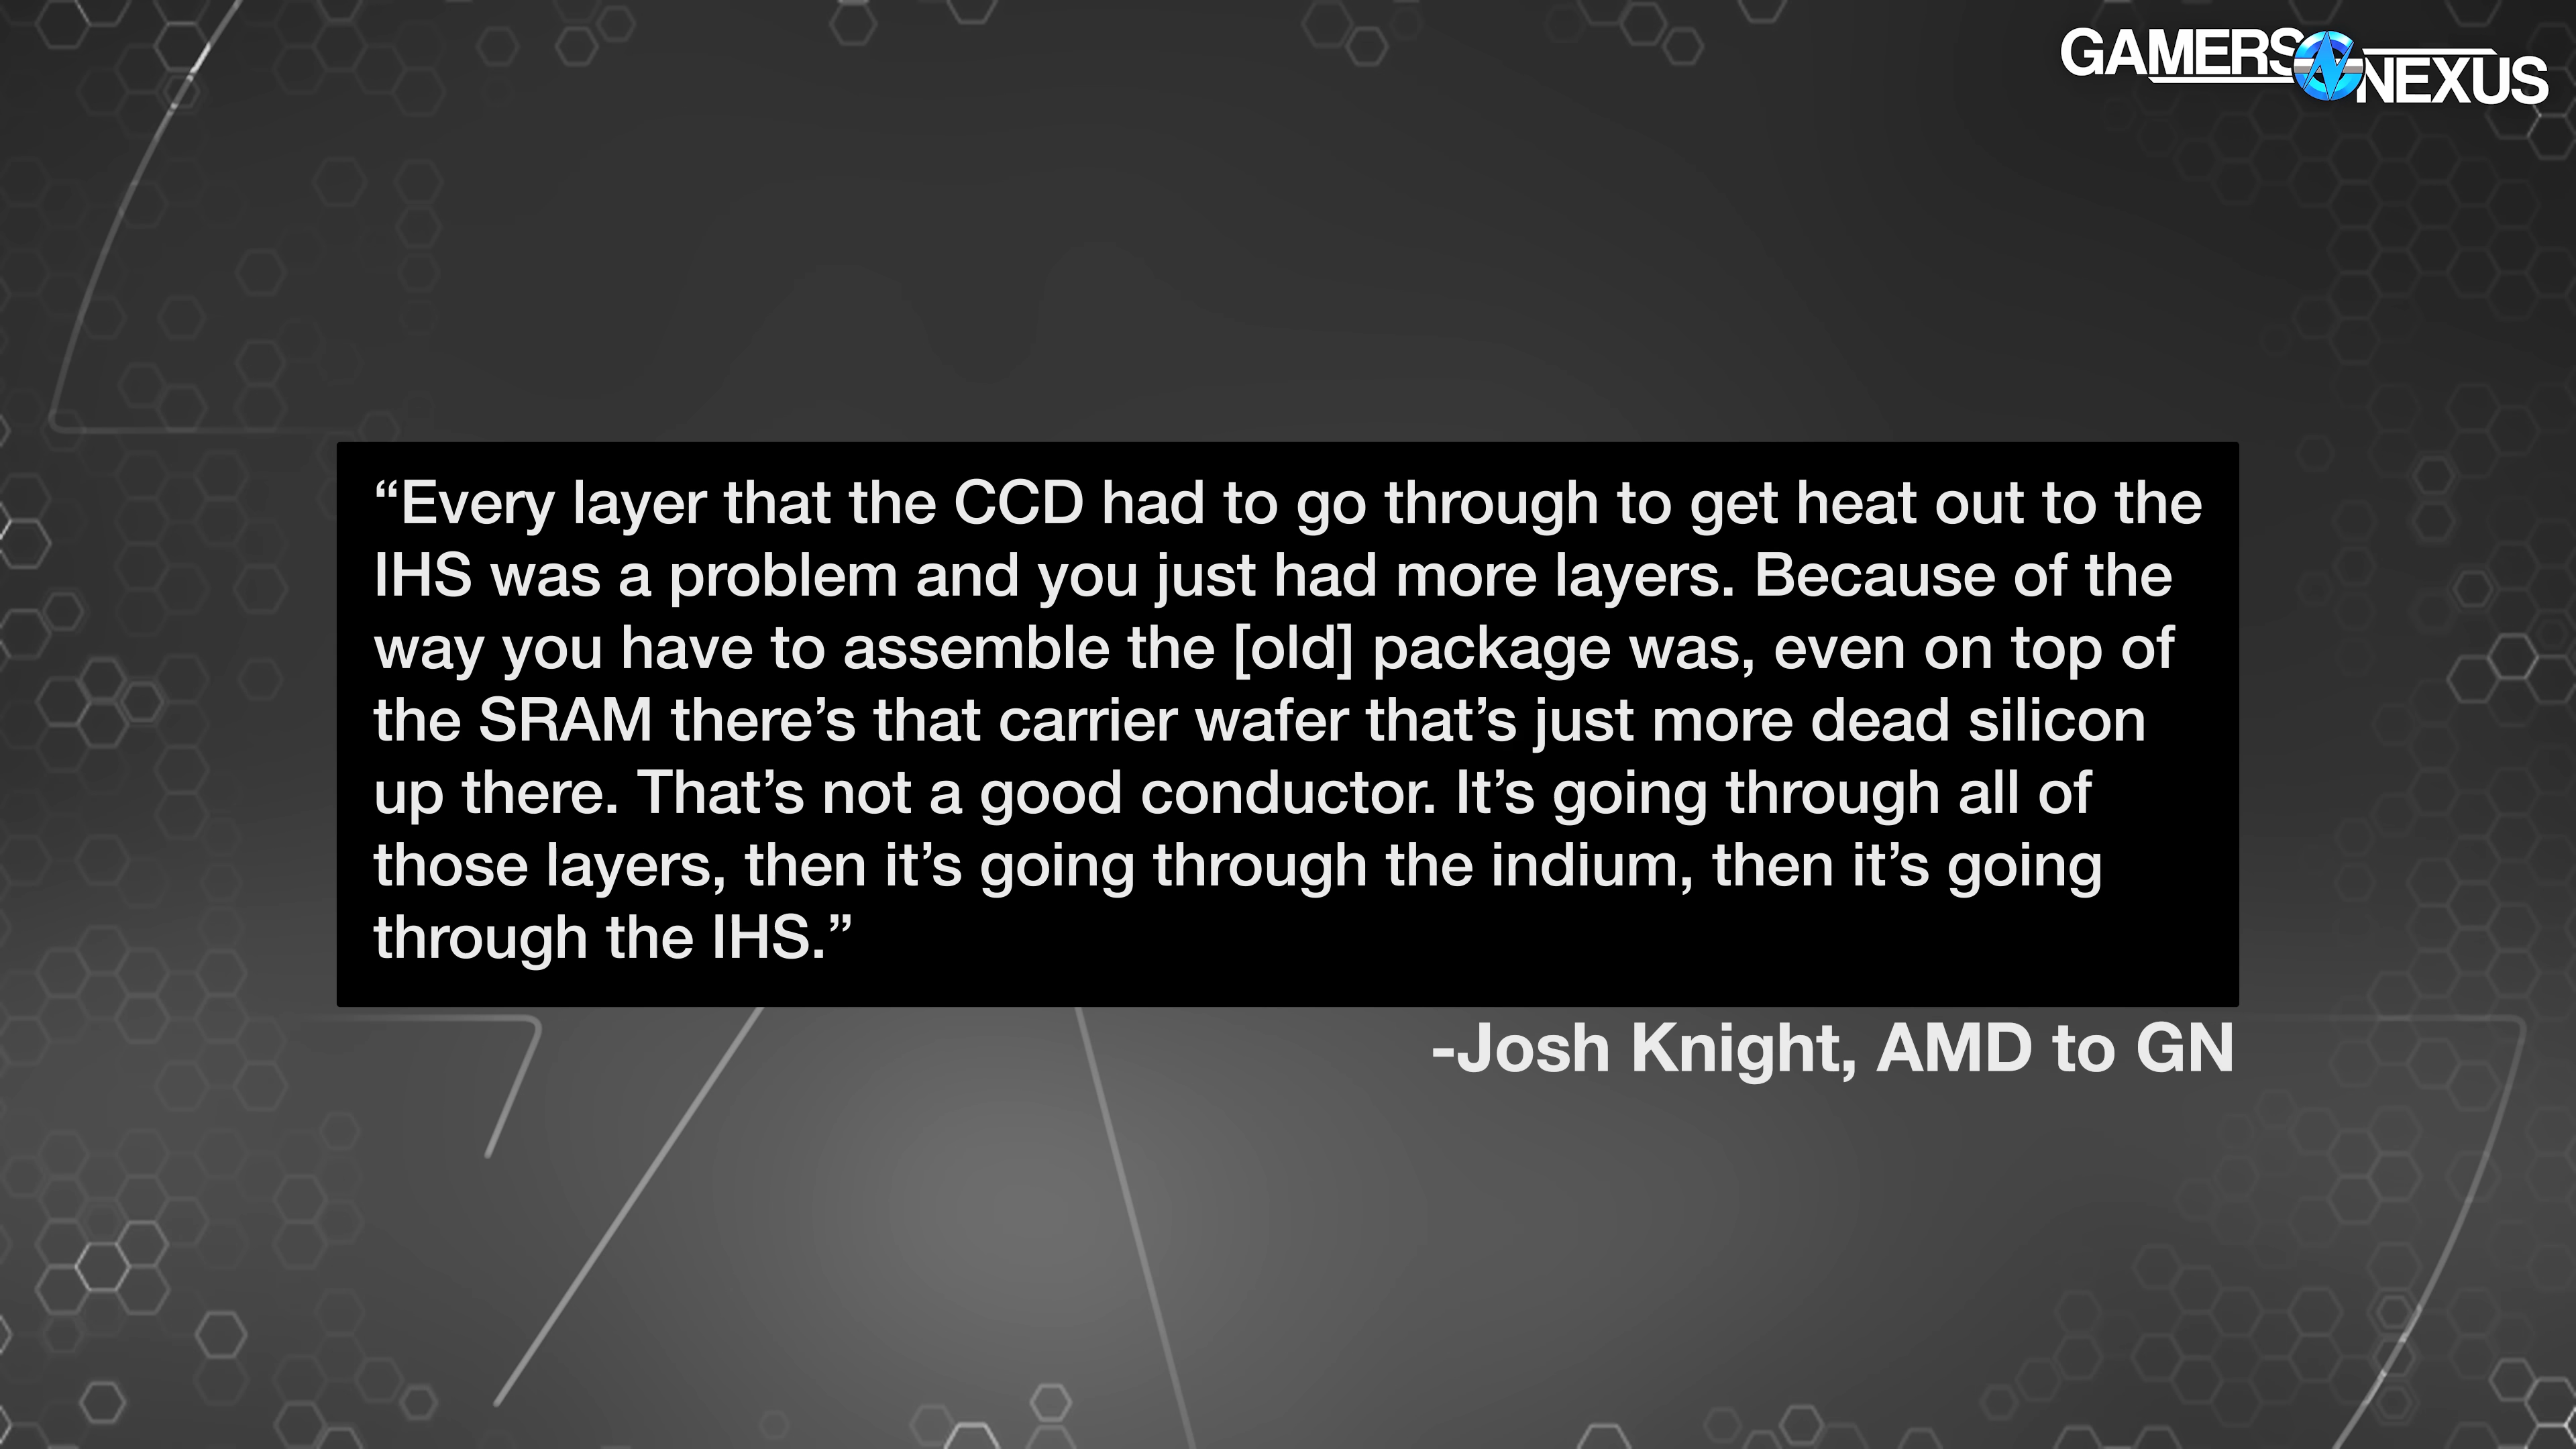 GAMERS NEXUS
“Every layer that the CCD had to go through to get heat out to the
IHS was a problem and you just had more layers. Because of the
way you have to assemble the [old] package was, even on top of
the SRAM there’s that carrier wafer that’s just more dead silicon
up there. That’s not a good conductor. It’s going through all of
those layers, then it’s going through the indium, then it’s going
through the IHS.”
-Josh Knight, AMD to GN